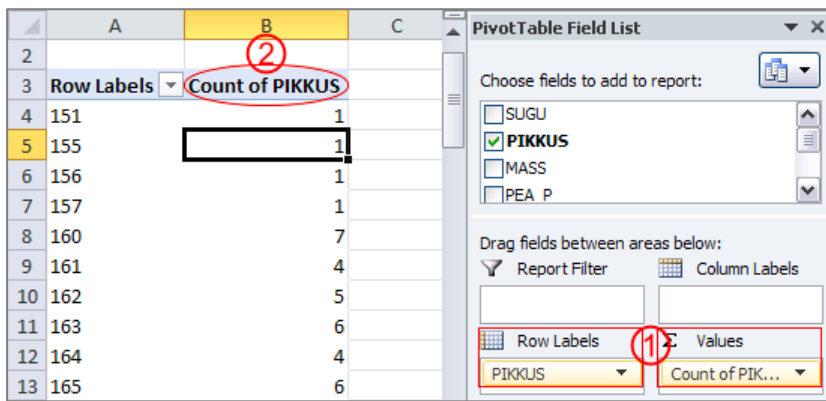 A B C
2 ②
3 Row Labels Count of PIKKUS
4 151 1
5 155 1
6 156 1
7 157 1
8 160 7
9 161 4
10 162 5
11 163 6
12 164 4
13 165 6
PivotTable Field List
Choose fields to add to report:
SUGU
PIKKUS
MASS
PEA_P
Drag fields between areas below:
Report Filter Column Labels
Row Labels ① Σ Values
PIKKUS Count of PIK...